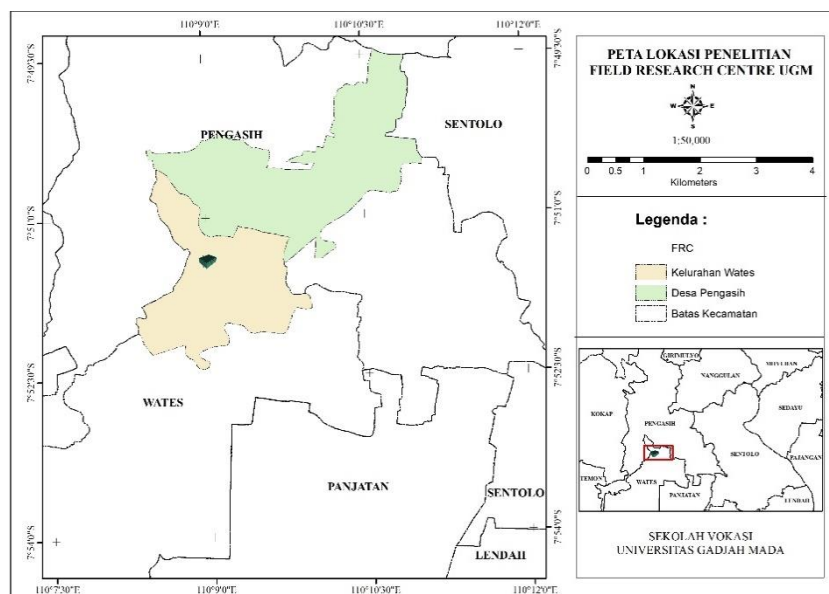 110°9'0"E
110°10'30"E
110°12'0"E
7°49'30"S
7°49'30"S
PENGASIH
SENTOLO
7°51'0"S
7°51'0"S
7°52'30"S
7°52'30"S
WATES
PANJATAN
SENTOLO
LENDAH
7°54'0"S
7°54'0"S
110°7'30"E
110°9'0"E
110°10'30"E
110°12'0"E
PETA LOKASI PENELITIAN
FIELD RESEARCH CENTRE UGM
N
W E
S
1:50,000
0 0.5 1 2 3 4
Kilometers
Legenda :
FRC
Kelurahan Wates
Desa Pengasih
Batas Kecamatan
GIRIMULYO
NANGGULAN
KOKAP
SEDAYU
PENGASIH
SENTOLO
PAJANGAN
TEMON
WATES
PANJATAN
LENDAH
SEKOLAH VOKASI
UNIVERSITAS GADJAH MADA